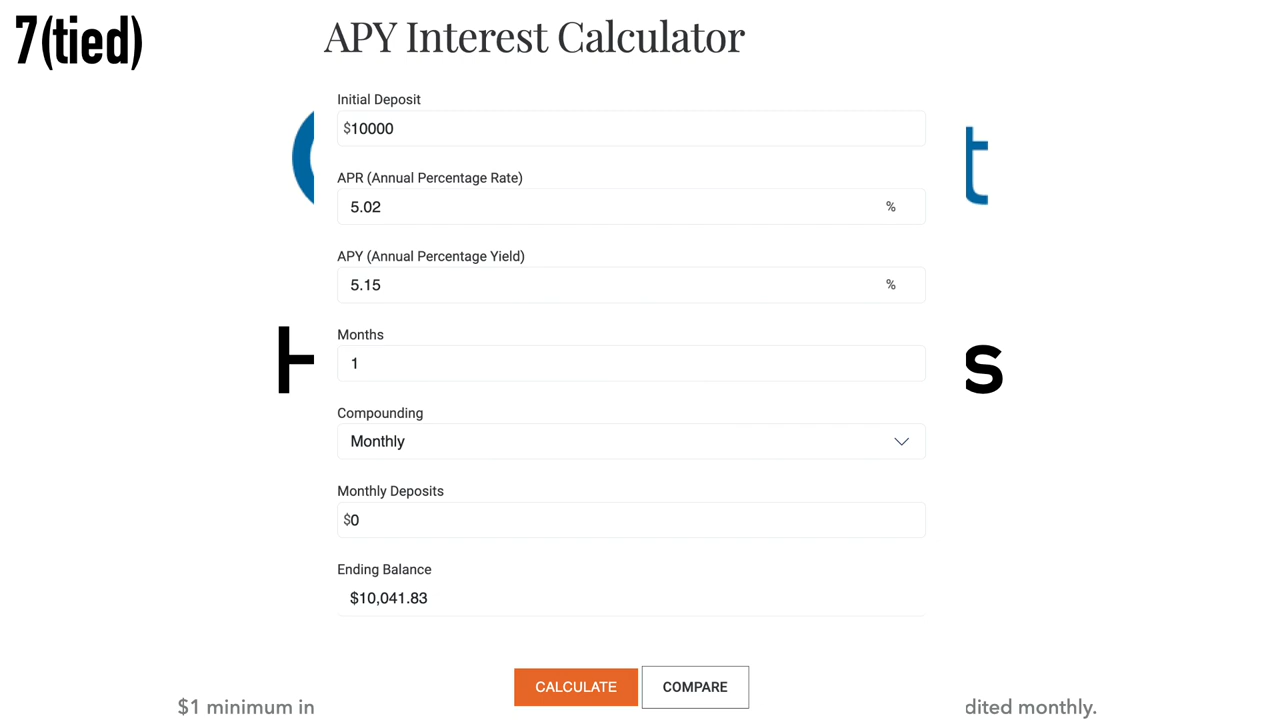 7(tied)
APY Interest Calculator
Initial Deposit
$10000
APR (Annual Percentage Rate)
5.02 %
APY (Annual Percentage Yield)
5.15 %
Months
1
Compounding
Monthly
Monthly Deposits
$0
Ending Balance
$10,041.83
CALCULATE COMPARE
$1 minimum in dited monthly.